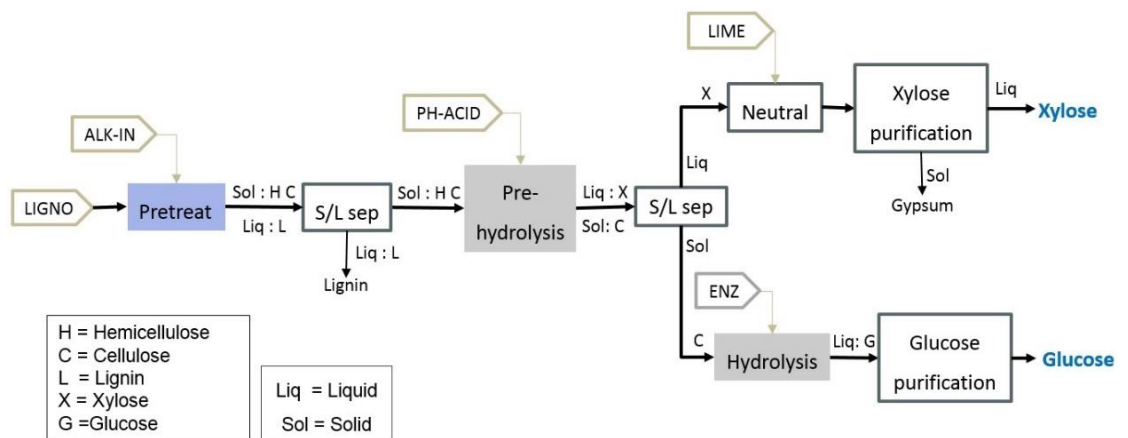 LIME
ALK-IN
PH-ACID
X
Neutral
Xylose
purification
Liq
Xylose
Sol
Gypsum
Liq
LIGNO
Pretreat
Sol : H C
Liq : L
S/L sep
Sol : H C
Liq : L
Lignin
Pre-
hydrolysis
Liq : X
Sol: C
S/L sep
Sol
ENZ
C
Hydrolysis
Liq: G
Glucose
purification
Glucose
H = Hemicellulose
C = Cellulose
L = Lignin
X = Xylose
G =Glucose
Liq = Liquid
Sol = Solid